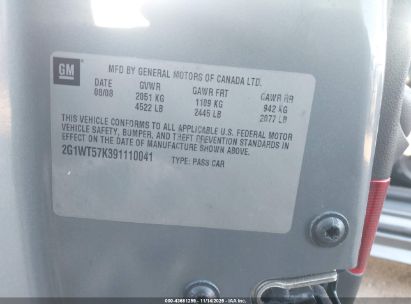 GM
MFD BY GENERAL MOTORS OF CANADA LTD.
DATE GVWR GAWR FRT GAWR RR
08/08 2051 KG 1109 KG 942 KG
4522 LB 2445 LB 2077 LB
THIS VEHICLE CONFORMS TO ALL APPLICABLE U.S. FEDERAL MOTOR
VEHICLE SAFETY, BUMPER, AND THEFT PREVENTION STANDARDS IN
EFFECT ON THE DATE OF MANUFACTURE SHOWN ABOVE.
2G1WT57K391110041 TYPE: PASS CAR